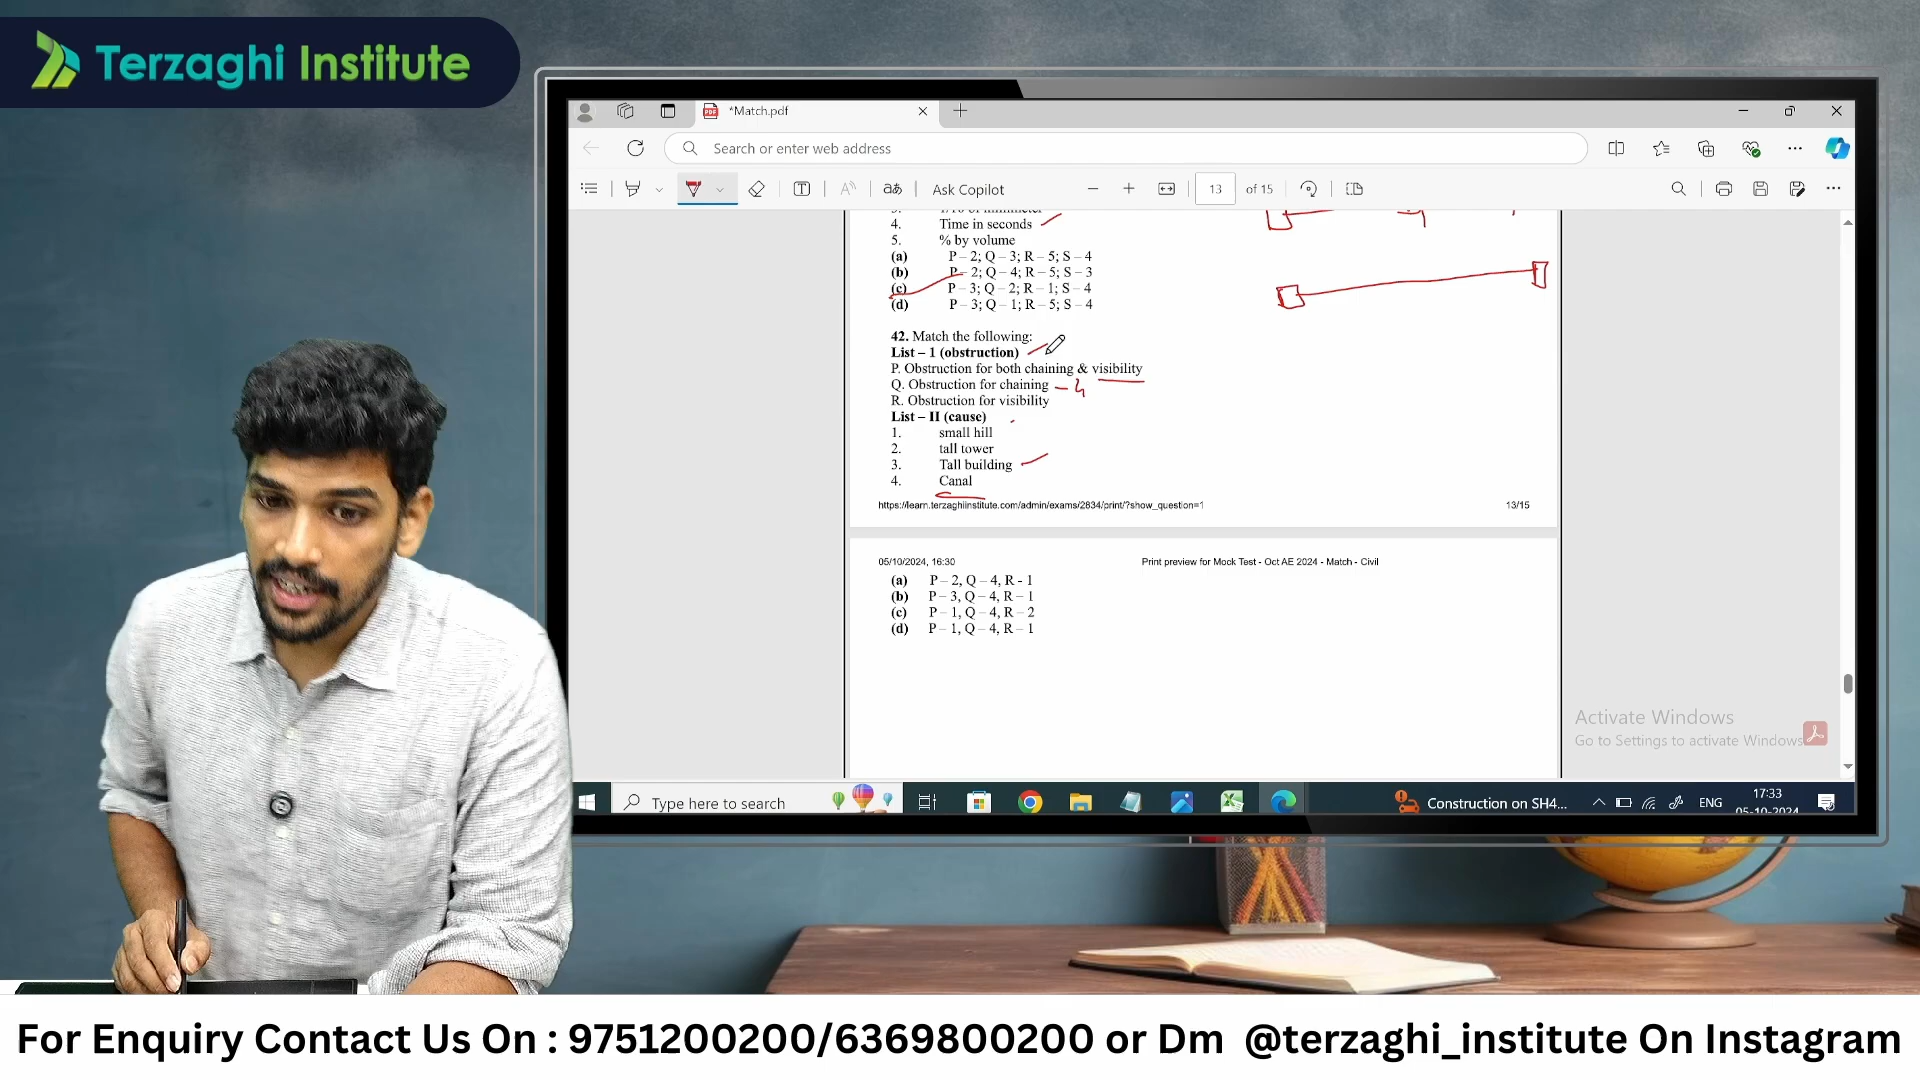 Terzaghi Institute
*Match.pdf
Search or enter web address
Ask Copilot
13 of 15
4. Time in seconds
5. % by volume
(a) P – 2; Q – 3; R – 5; S – 4
(b) P – 2; Q – 4; R – 5; S – 3
(c) P – 3; Q – 2; R – 1; S – 4
(d) P – 3; Q – 1; R – 5; S – 4
42. Match the following:
List – 1 (obstruction)
P. Obstruction for both chaining & visibility
Q. Obstruction for chaining – 4
R. Obstruction for visibility
List – II (cause)
1. small hill
2. tall tower
3. Tall building
4. Canal
https://learn.terzaghiinstitute.com/admin/exams/2834/print/?show_question=1 13/15
05/10/2024, 16:30 Print preview for Mock Test - Oct AE 2024 - Match - Civil
(a) P – 2, Q – 4, R - 1
(b) P – 3, Q – 4, R – 1
(c) P – 1, Q – 4, R – 2
(d) P – 1, Q – 4, R – 1
Activate Windows
Go to Settings to activate Windows
Type here to search
Construction on SH4...
ENG
17:33
05-10-2024
For Enquiry Contact Us On : 9751200200/6369800200 or Dm @terzaghi_institute On Instagram